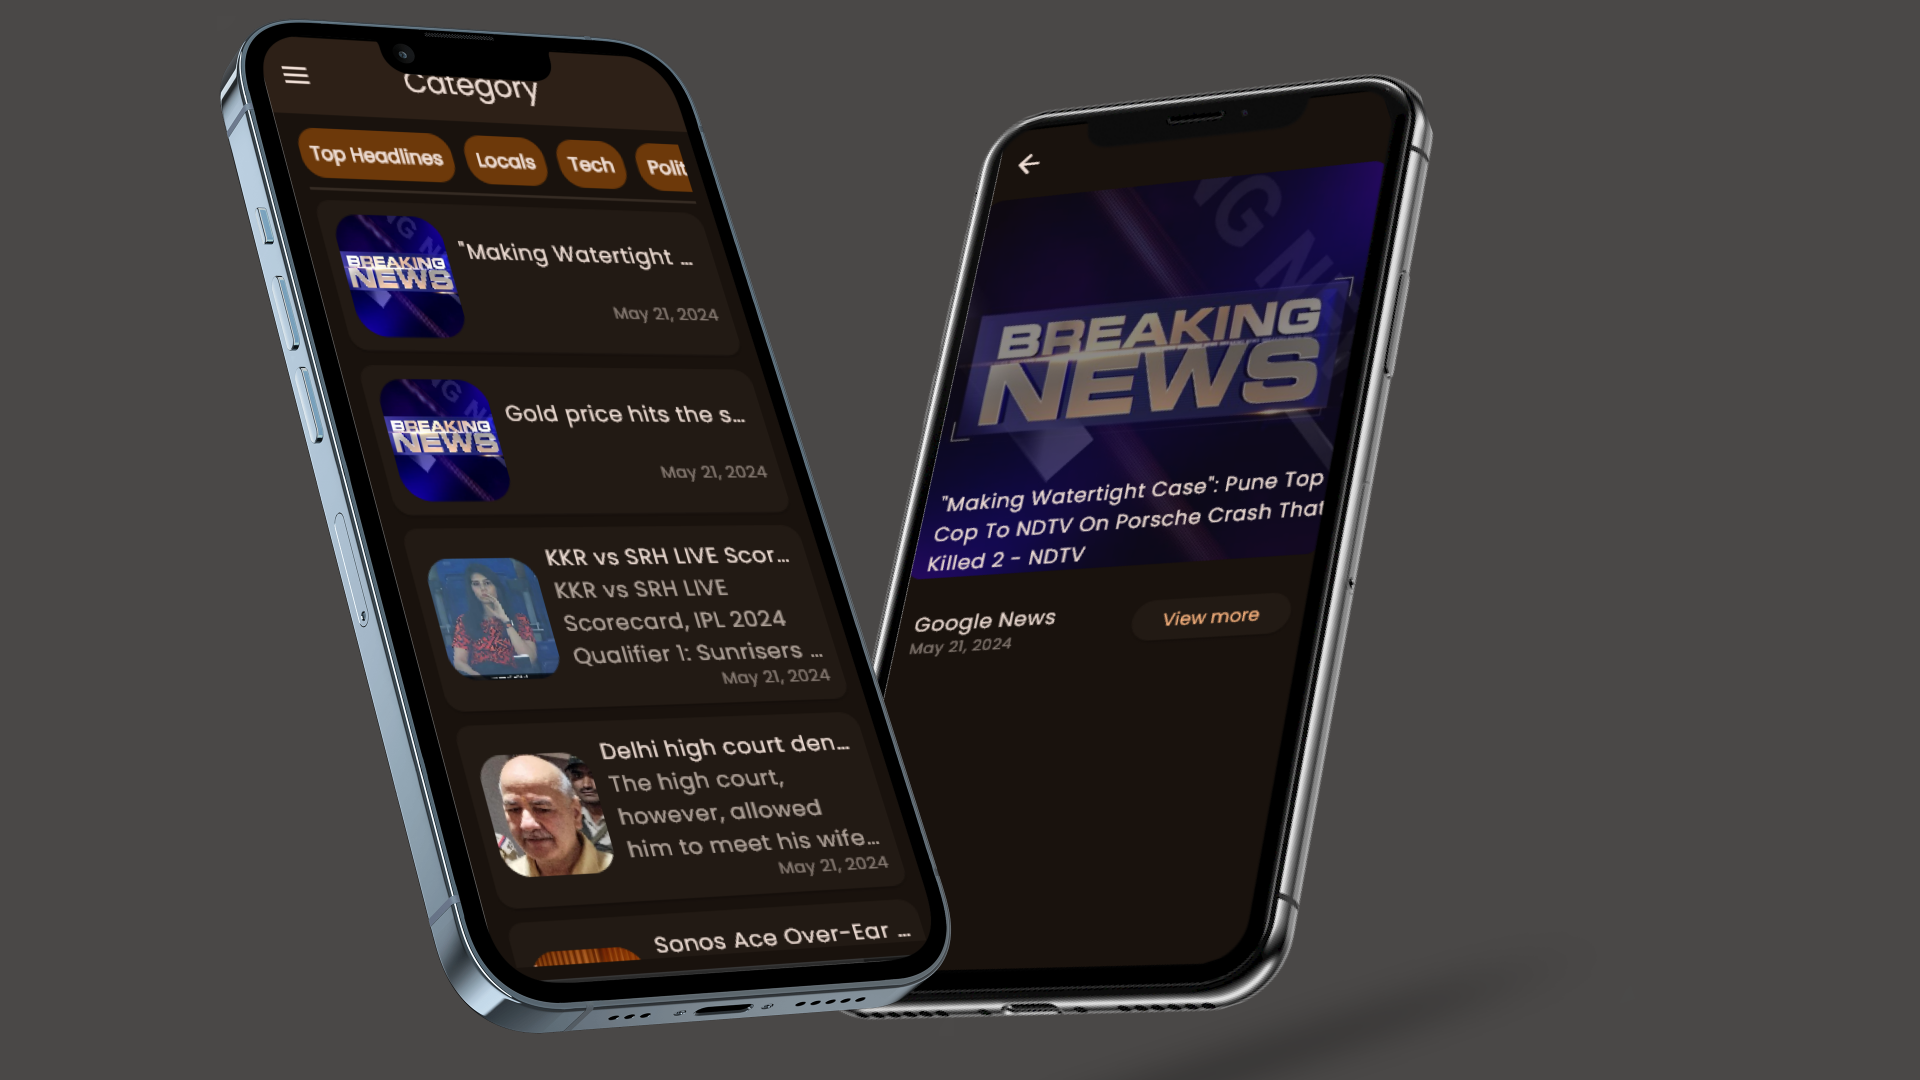 Category
Top Headlines
Locals
Tech
Polit
BREAKING
NEWS
"Making Watertight ...
May 21, 2024
BREAKING
NEWS
Gold price hits the s...
May 21, 2024
KKR vs SRH LIVE Scor...
KKR vs SRH LIVE
Scorecard, IPL 2024
Qualifier 1: Sunrisers ...
May 21, 2024
Delhi high court den...
The high court,
however, allowed
him to meet his wife...
May 21, 2024
Sonos Ace Over-Ear ...
NG N
BREAKING
NEWS
"Making Watertight Case": Pune Top
Cop To NDTV On Porsche Crash That
Killed 2 - NDTV
Google News
May 21, 2024
View more